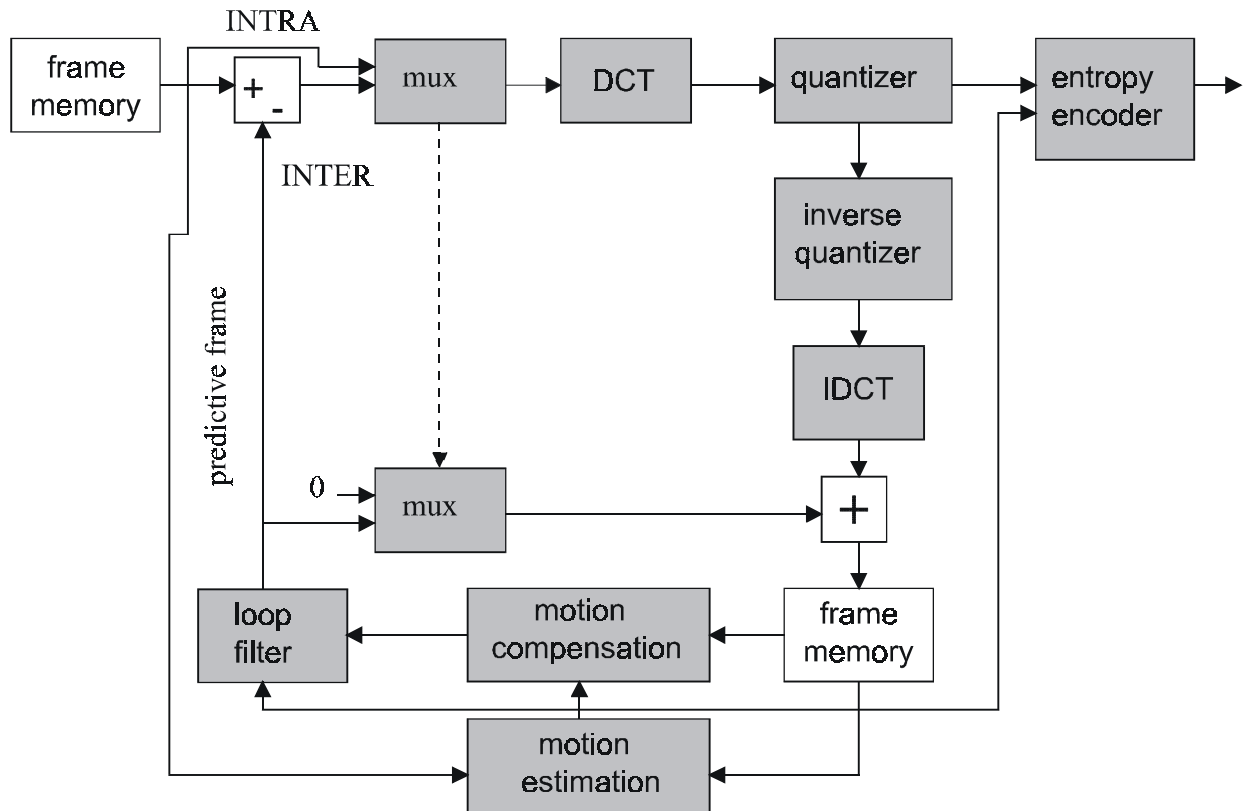 INTRA
frame
memory
+
-
mux
DCT
quantizer
entropy
encoder
INTER
inverse
quantizer
predictive frame
IDCT
0
mux
+
loop
filter
motion
compensation
frame
memory
motion
estimation